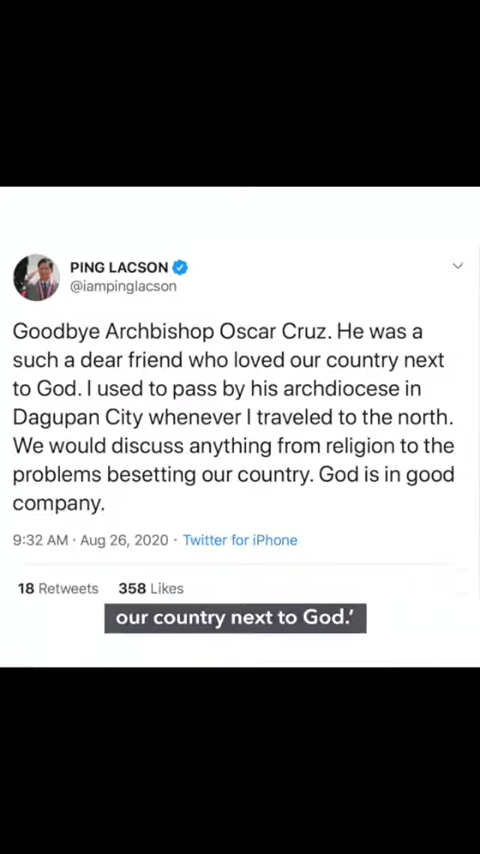 PING LACSON
@iampinglacson
Goodbye Archbishop Oscar Cruz. He was a
such a dear friend who loved our country next
to God. I used to pass by his archdiocese in
Dagupan City whenever I traveled to the north.
We would discuss anything from religion to the
problems besetting our country. God is in good
company.
9:32 AM · Aug 26, 2020 · Twitter for iPhone
18 Retweets 358 Likes
our country next to God.’